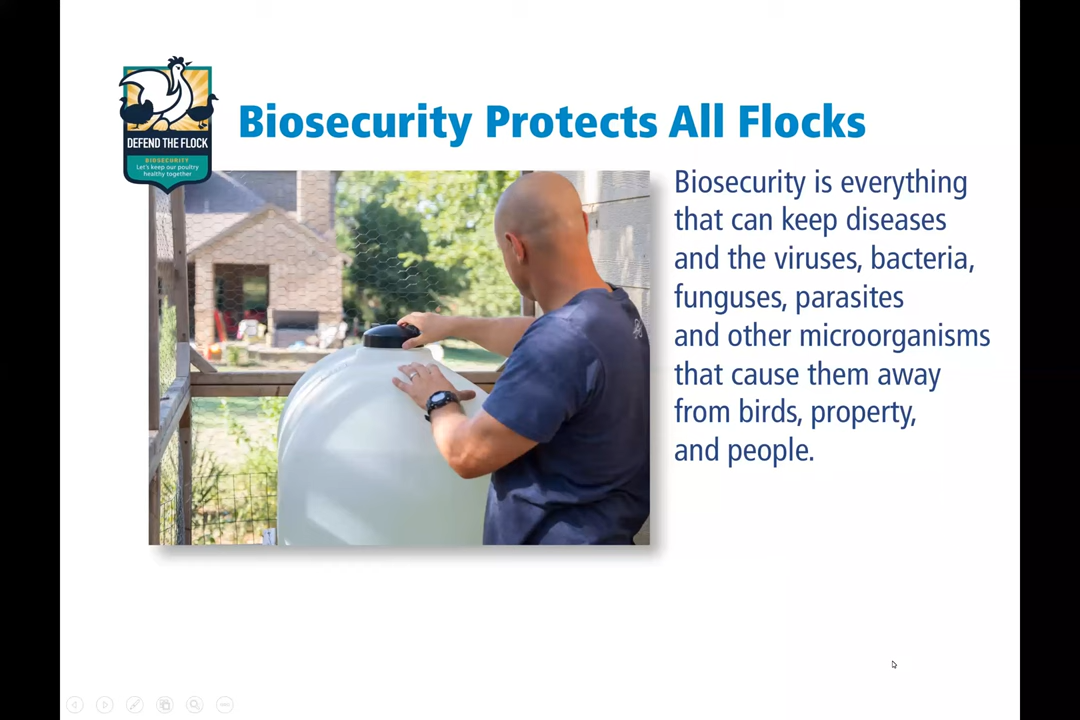 Biosecurity Protects All Flocks
DEFEND THE FLOCK
BIOSECURITY
Let's keep our poultry
healthy together
Biosecurity is everything
that can keep diseases
and the viruses, bacteria,
funguses, parasites
and other microorganisms
that cause them away
from birds, property,
and people.